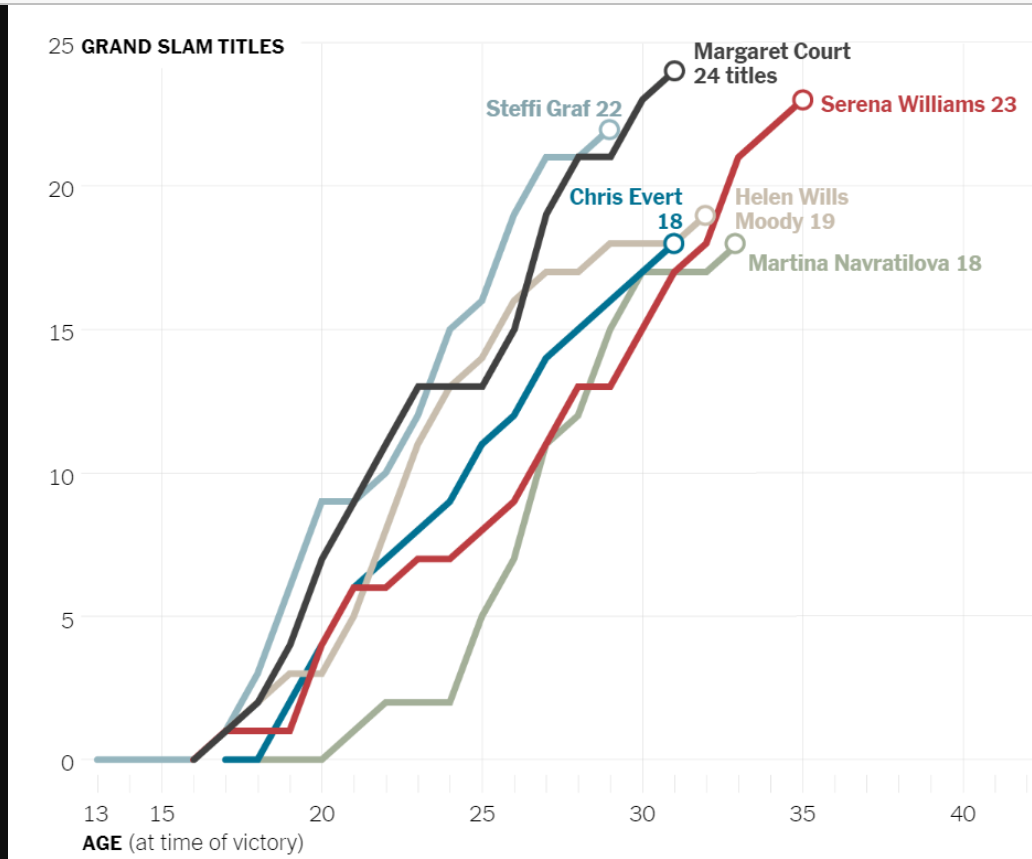 25 GRAND SLAM TITLES
Margaret Court
24 titles
Steffi Graf 22
Serena Williams 23
20
Chris Evert
18
Helen Wills
Moody 19
Martina Navratilova 18
15
10
5
0
13 15 20 25 30 35 40
AGE (at time of victory)